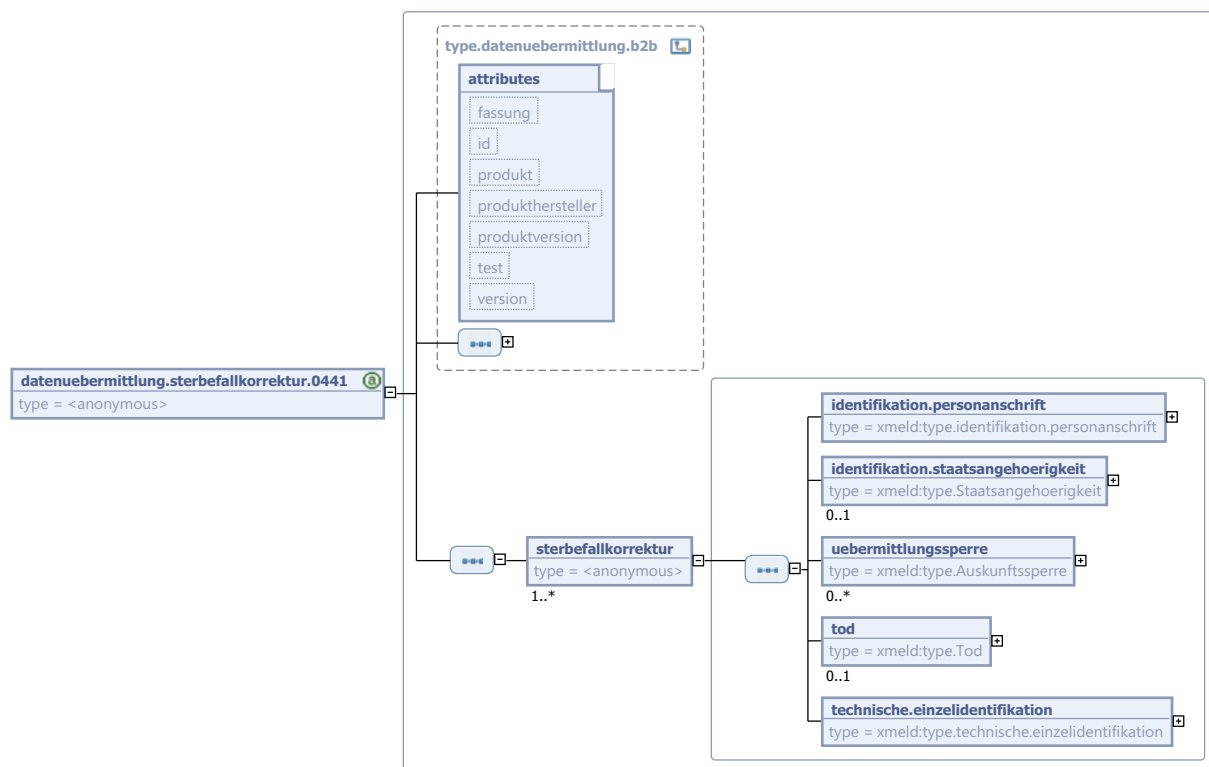 type.datenuebermittlung.b2b
attributes
fassung
id
produkt
produkthersteller
produktversion
test
version
datenuebermittlung.sterbefallkorrektur.0441
type = <anonymous>
sterbefallkorrektur
type = <anonymous>
1..*
identifikation.personanschrift
type = xmeld:type.identifikation.personanschrift
identifikation.staatsangehoerigkeit
type = xmeld:type.Staatsangehoerigkeit
0..1
uebermittlungssperre
type = xmeld:type.Auskunftssperre
0..*
tod
type = xmeld:type.Tod
0..1
technische.einzelidentifikation
type = xmeld:type.technische.einzelidentifikation